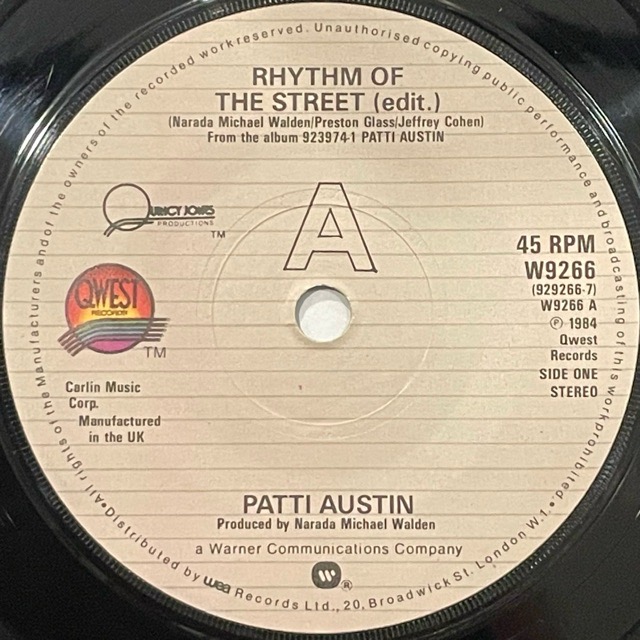 RHYTHM OF
THE STREET (edit.)
(Narada Michael Walden/Preston Glass/Jeffrey Cohen)
From the album 923974-1 PATTI AUSTIN
QUINCY JONES
PRODUCTIONS
TM
A
QWEST
RECORDS
TM
45 RPM
W9266
(929266-7)
W9266 A
℗ 1984
Qwest
Records
SIDE ONE
STEREO
Carlin Music
Corp.
Manufactured
in the UK
PATTI AUSTIN
Produced by Narada Michael Walden
a Warner Communications Company
W ®
•All rights of the Manufacturers and of the owners of the recorded work reserved. Unauthorised copying public performance and broadcasting of this work prohibited.•
Distributed by wea Records Ltd., 20, Broadwick St. London W.1.